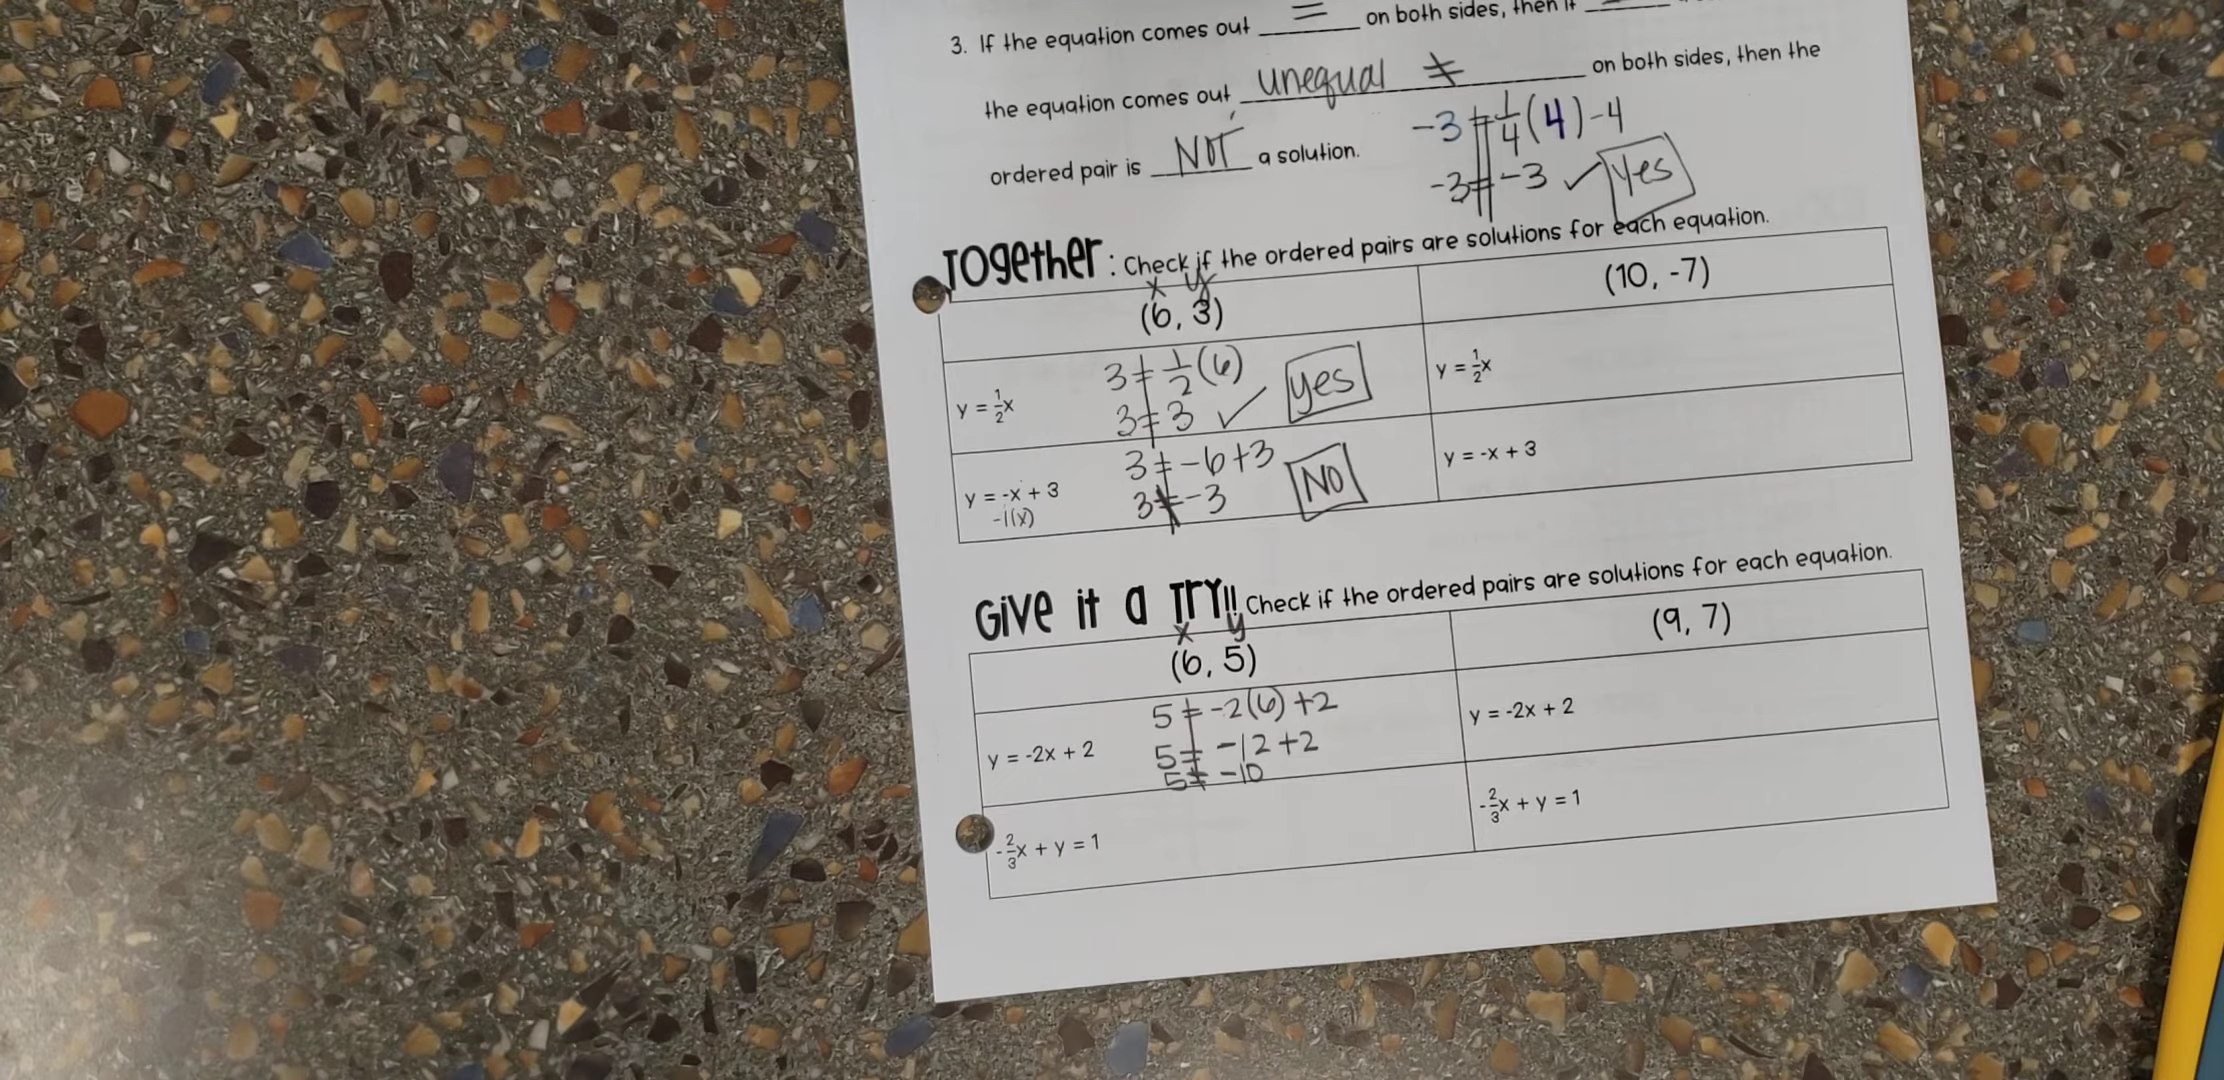 3. If the equation comes out = on both sides, then it
the equation comes out unequal ≠ on both sides, then the
ordered pair is NOT a solution.
-3 = 1/4(4)-4
-3 = -3 ✓ Yes
Together: Check if the ordered pairs are solutions for each equation.
x y
(6, 3)
(10, -7)
y = 1/2x
3 = 1/2(6)
3 = 3 ✓ yes
y = 1/2x
y = -x + 3
-1(x)
3 = -6+3
3 ≠ -3 NO
y = -x + 3
Give it a TRY!! Check if the ordered pairs are solutions for each equation.
x y
(6, 5)
(9, 7)
y = -2x + 2
5 = -2(6)+2
5 = -12+2
5 ≠ -10
y = -2x + 2
-2/3x + y = 1
-2/3x + y = 1